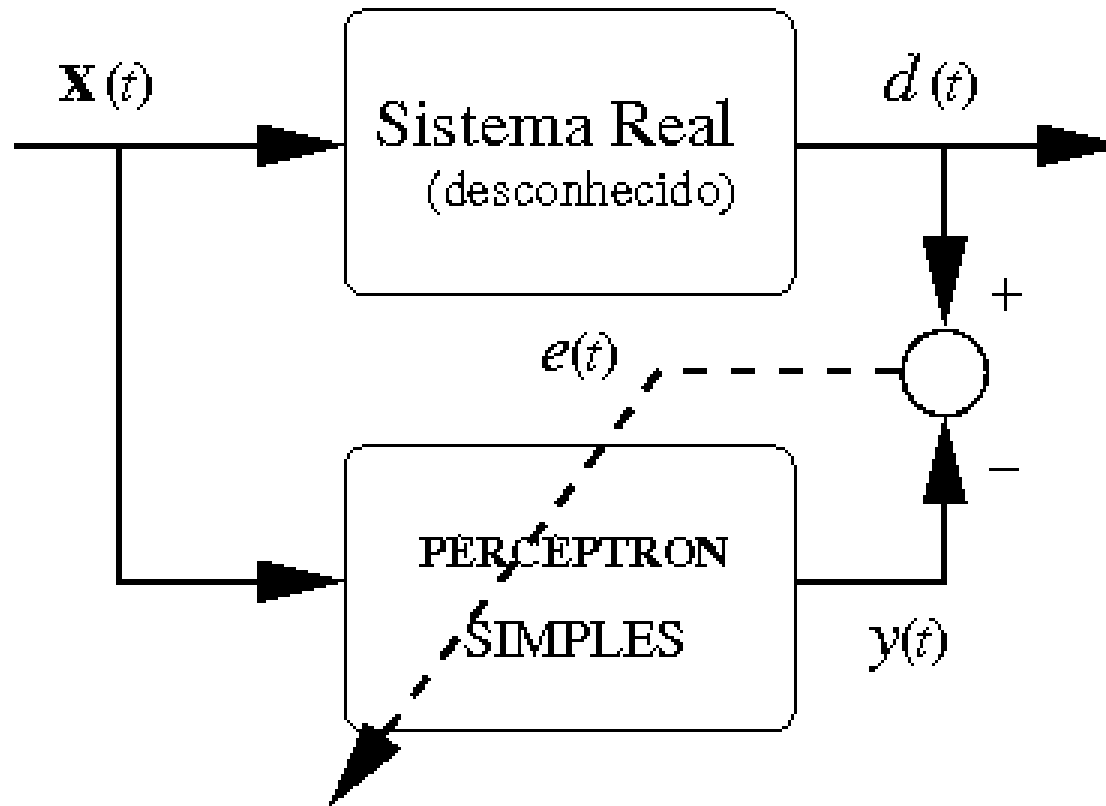 X(t)
d(t)
Sistema Real
(desconhecido)
+
e(t)
−
PERCEPTRON
SIMPLES
y(t)